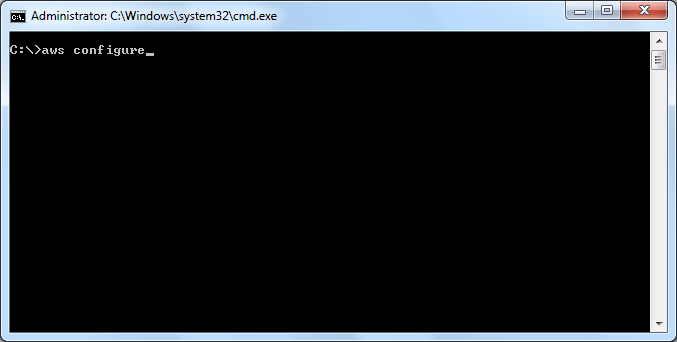 Administrator: C:\Windows\system32\cmd.exe
C:\>aws configure_